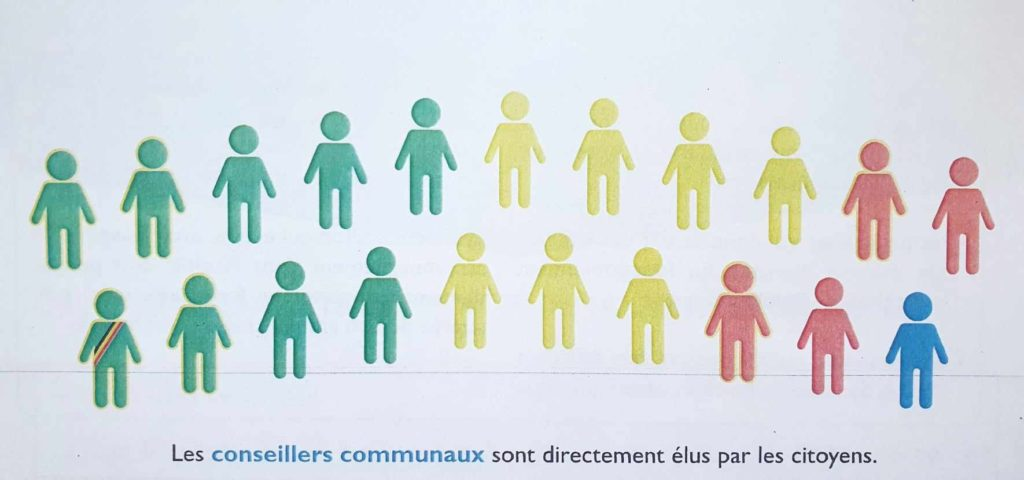 Les conseillers communaux sont directement élus par les citoyens.